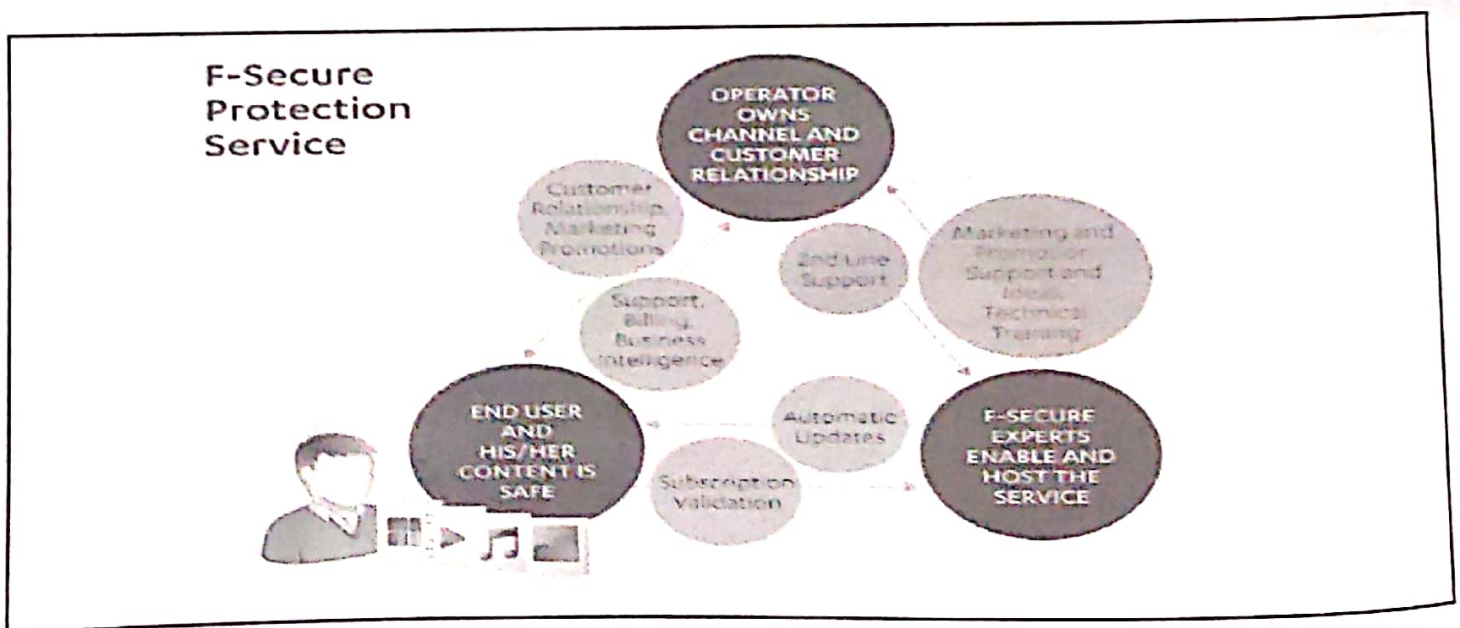 F-Secure
Protection
Service
OPERATOR
OWNS
CHANNEL AND
CUSTOMER
RELATIONSHIP
Customer
Relationship,
Marketing
Promotions
2nd Line
Support
Marketing and
Promotion
Support and
Ideas,
Technical
Training
Support,
Billing,
Business
Intelligence
END USER
AND
HIS/HER
CONTENT IS
SAFE
Automatic
Updates
Subscription
Validation
F-SECURE
EXPERTS
ENABLE AND
HOST THE
SERVICE